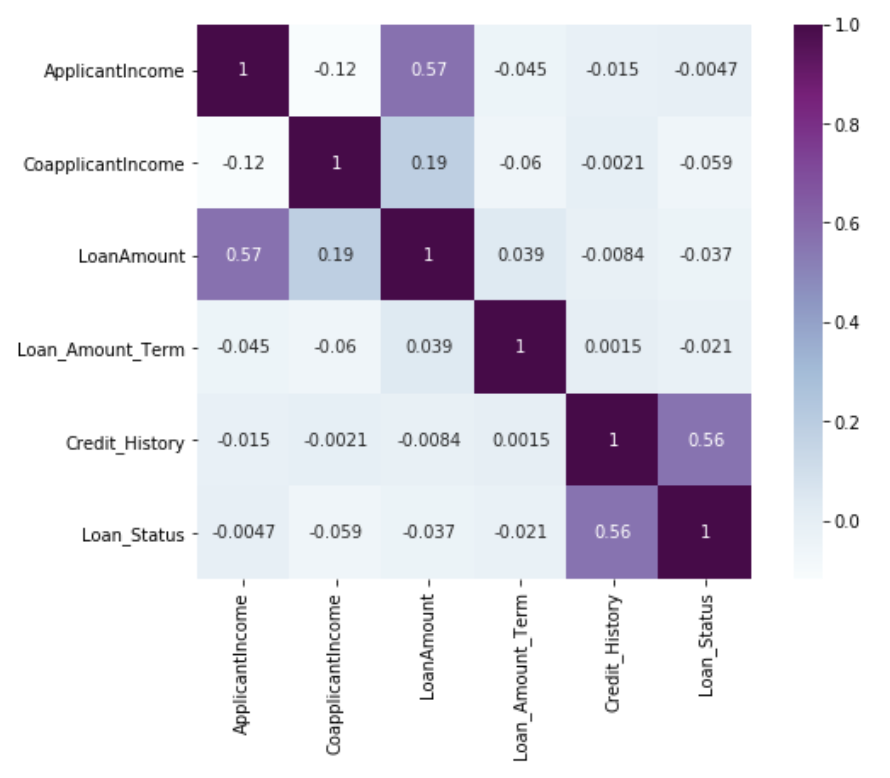 1.0
ApplicantIncome 1 -0.12 0.57 -0.045 -0.015 -0.0047
0.8
CoapplicantIncome -0.12 1 0.19 -0.06 -0.0021 -0.059
0.6
LoanAmount 0.57 0.19 1 0.039 -0.0084 -0.037
0.4
Loan_Amount_Term -0.045 -0.06 0.039 1 0.0015 -0.021
0.2
Credit_History -0.015 -0.0021 -0.0084 0.0015 1 0.56
0.0
Loan_Status -0.0047 -0.059 -0.037 -0.021 0.56 1
ApplicantIncome
CoapplicantIncome
LoanAmount
Loan_Amount_Term
Credit_History
Loan_Status